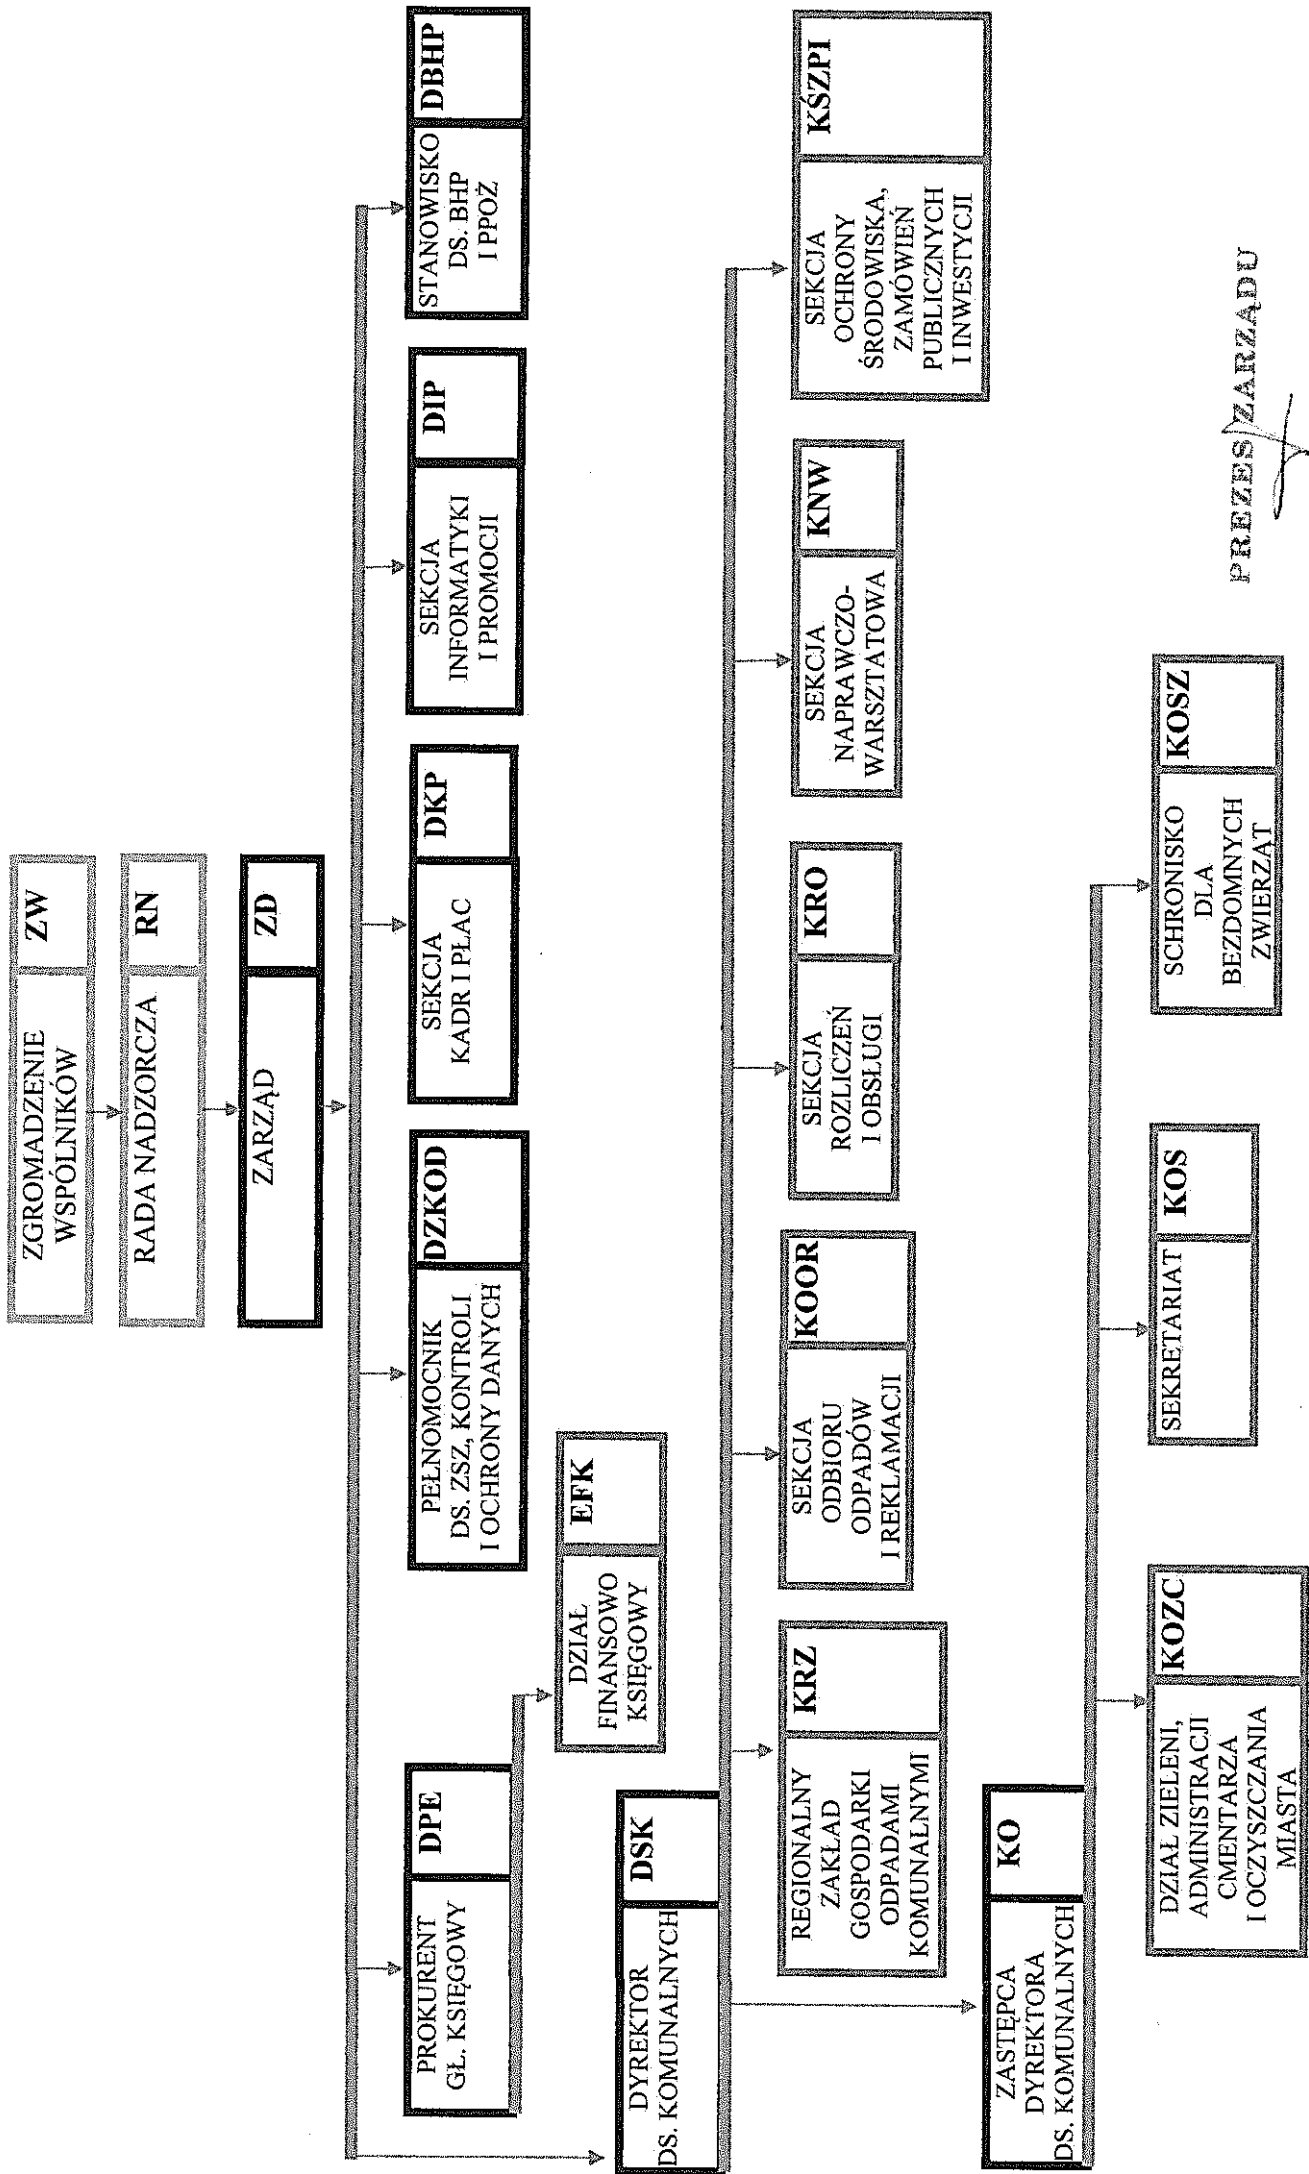 ZGROMADZENIE
WSPÓLNIKÓW
ZW
RADA NADZORCZA
RN
ZARZĄD
ZD
PROKURENT
GŁ. KSIĘGOWY
DPE
PEŁNOMOCNIK
DS. ZSZ, KONTROLI
I OCHRONY DANYCH
DZKOD
SEKCJA
KADR I PŁAC
DKP
SEKCJA
INFORMATYKI
I PROMOCJI
DIP
STANOWISKO
DS. BHP
I PPOŻ
DBHP
DZIAŁ
FINANSOWO
KSIĘGOWY
EFK
DYREKTOR
DS. KOMUNALNYCH
DSK
REGIONALNY
ZAKŁAD
GOSPODARKI
ODPADAMI
KOMUNALNYMI
KRZ
SEKCJA
ODBIORU
ODPADÓW
I REKLAMACJI
KOOR
SEKCJA
ROZLICZEŃ
I OBSŁUGI
KRO
SEKCJA
NAPRAWCZO-
WARSZTATOWA
KNW
SEKCJA
OCHRONY
ŚRODOWISKA,
ZAMÓWIEŃ
PUBLICZNYCH
I INWESTYCJI
KŚZPI
ZASTĘPCA
DYREKTORA
DS. KOMUNALNYCH
KO
DZIAŁ ZIELENI,
ADMINISTRACJI
CMENTARZA
I OCZYSZCZANIA
MIASTA
KOZC
SEKRETARIAT
KOS
SCHRONISKO
DLA
BEZDOMNYCH
ZWIERZĄT
KOSZ
PREZES ZARZĄDU